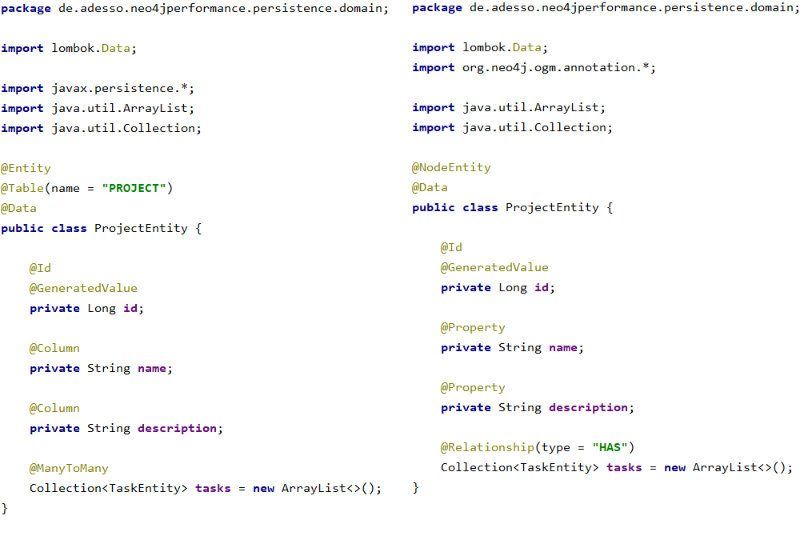 package de.adesso.neo4jperformance.persistence.domain;
import lombok.Data;
import javax.persistence.*;
import java.util.ArrayList;
import java.util.Collection;
@Entity
@Table(name = "PROJECT")
@Data
public class ProjectEntity {
@Id
@GeneratedValue
private Long id;
@Column
private String name;
@Column
private String description;
@ManyToMany
Collection<TaskEntity> tasks = new ArrayList<>();
}
package de.adesso.neo4jperformance.persistence.domain;
import lombok.Data;
import org.neo4j.ogm.annotation.*;
import java.util.ArrayList;
import java.util.Collection;
@NodeEntity
@Data
public class ProjectEntity {
@Id
@GeneratedValue
private Long id;
@Property
private String name;
@Property
private String description;
@Relationship(type = "HAS")
Collection<TaskEntity> tasks = new ArrayList<>();
}